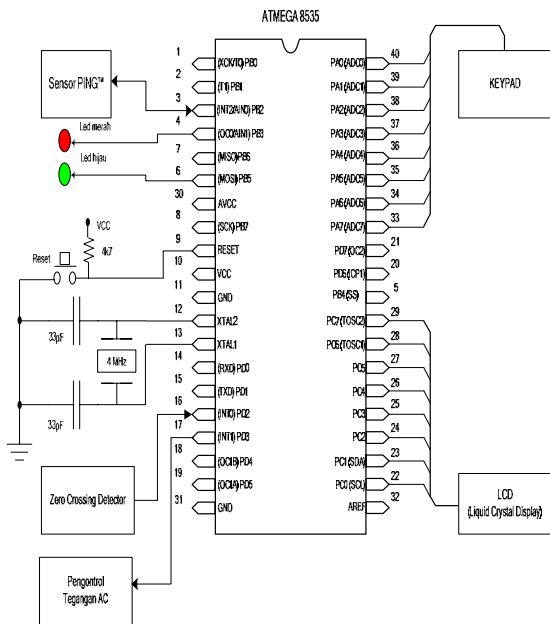 ATMEGA 8535
Sensor PING™
Led merah
Led hijau
VCC
4k7
Reset
33pF
4 MHz
33pF
Zero Crossing Detector
Pengontrol
Tegangan AC
1 (XCK/T0) PB0
2 (T1) PB1
3 (INT2/AIN0) PB2
4 (OC0/AIN1) PB3
7 (MISO) PB6
6 (MOSI) PB5
30 AVCC
8 (SCK) PB7
9 RESET
10 VCC
11 GND
12 XTAL2
13 XTAL1
14 (RXD) PD0
15 (TXD) PD1
16 (INT0) PD2
17 (INT1) PD3
18 (OC1B) PD4
19 (OC1A) PD5
31 GND
PA0 (ADC0) 40
PA1 (ADC1) 39
PA2 (ADC2) 38
PA3 (ADC3) 37
PA4 (ADC4) 36
PA5 (ADC5) 35
PA6 (ADC6) 34
PA7 (ADC7) 33
PD7 (OC2) 21
PD6 (ICP1) 20
PB4 (SS) 5
PC7 (TOSC2) 29
PC6 (TOSC1) 28
PC5 27
PC4 26
PC3 25
PC2 24
PC1 (SDA) 23
PC0 (SCL) 22
AREF 32
KEYPAD
LCD
(Liquid Crystal Display)